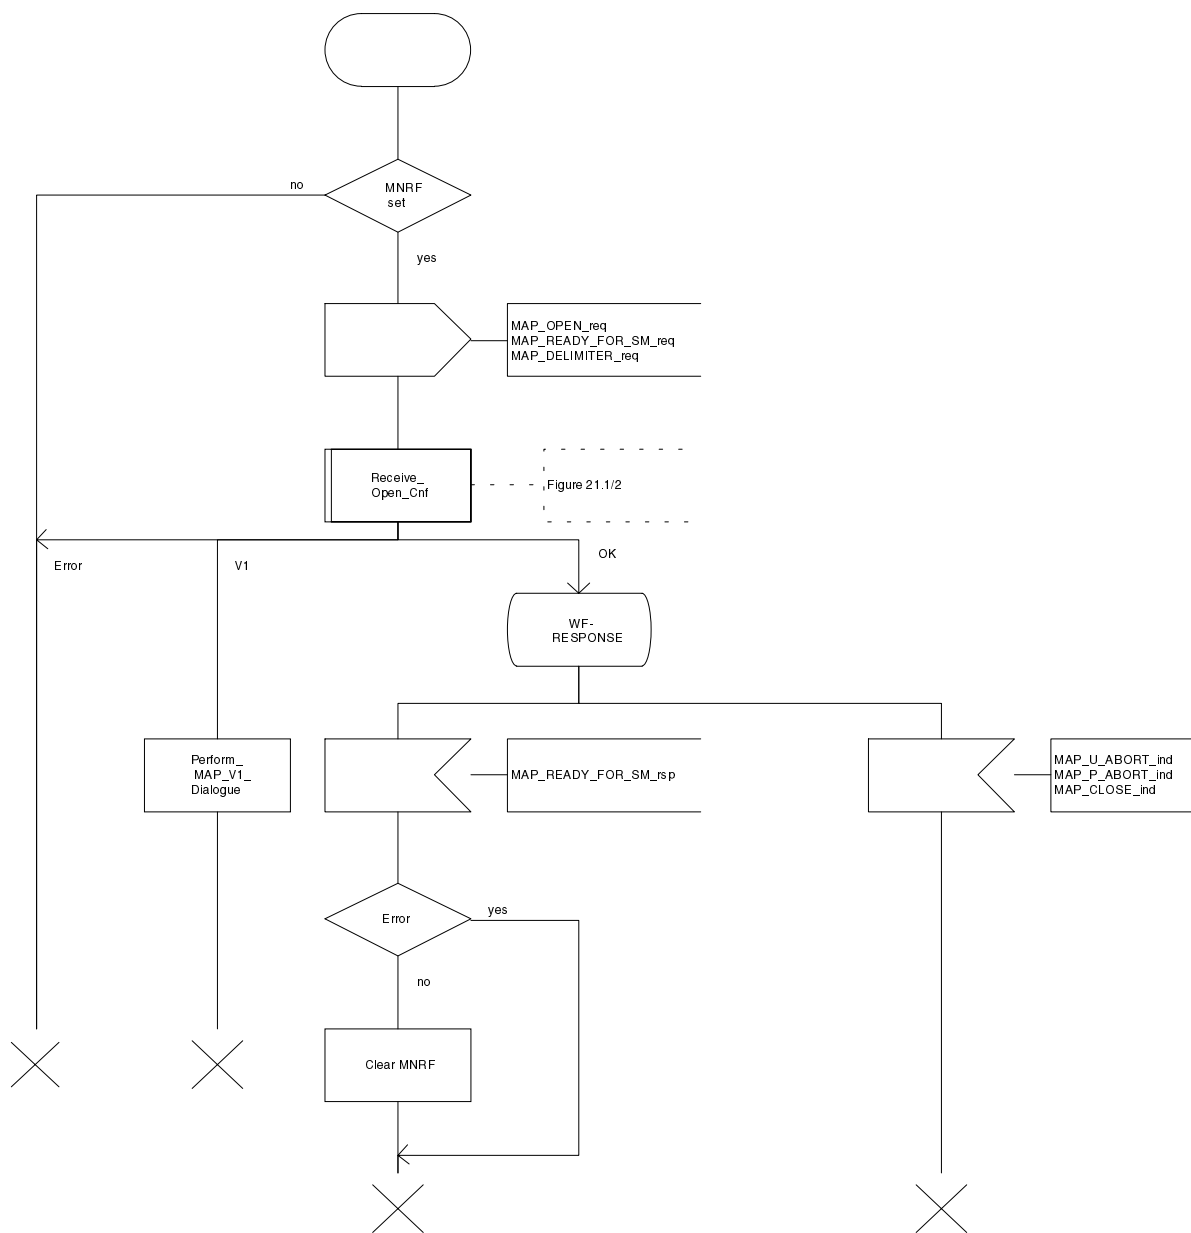 MNRF
set
no
yes
MAP_OPEN_req
MAP_READY_FOR_SM_req
MAP_DELIMITER_req
Receive_
Open_Cnf
Figure 21.1/2
Error
V1
OK
WF-
RESPONSE
Perform_
MAP_V1_
Dialogue
MAP_READY_FOR_SM_rsp
MAP_U_ABORT_ind
MAP_P_ABORT_ind
MAP_CLOSE_ind
Error
yes
no
Clear MNRF